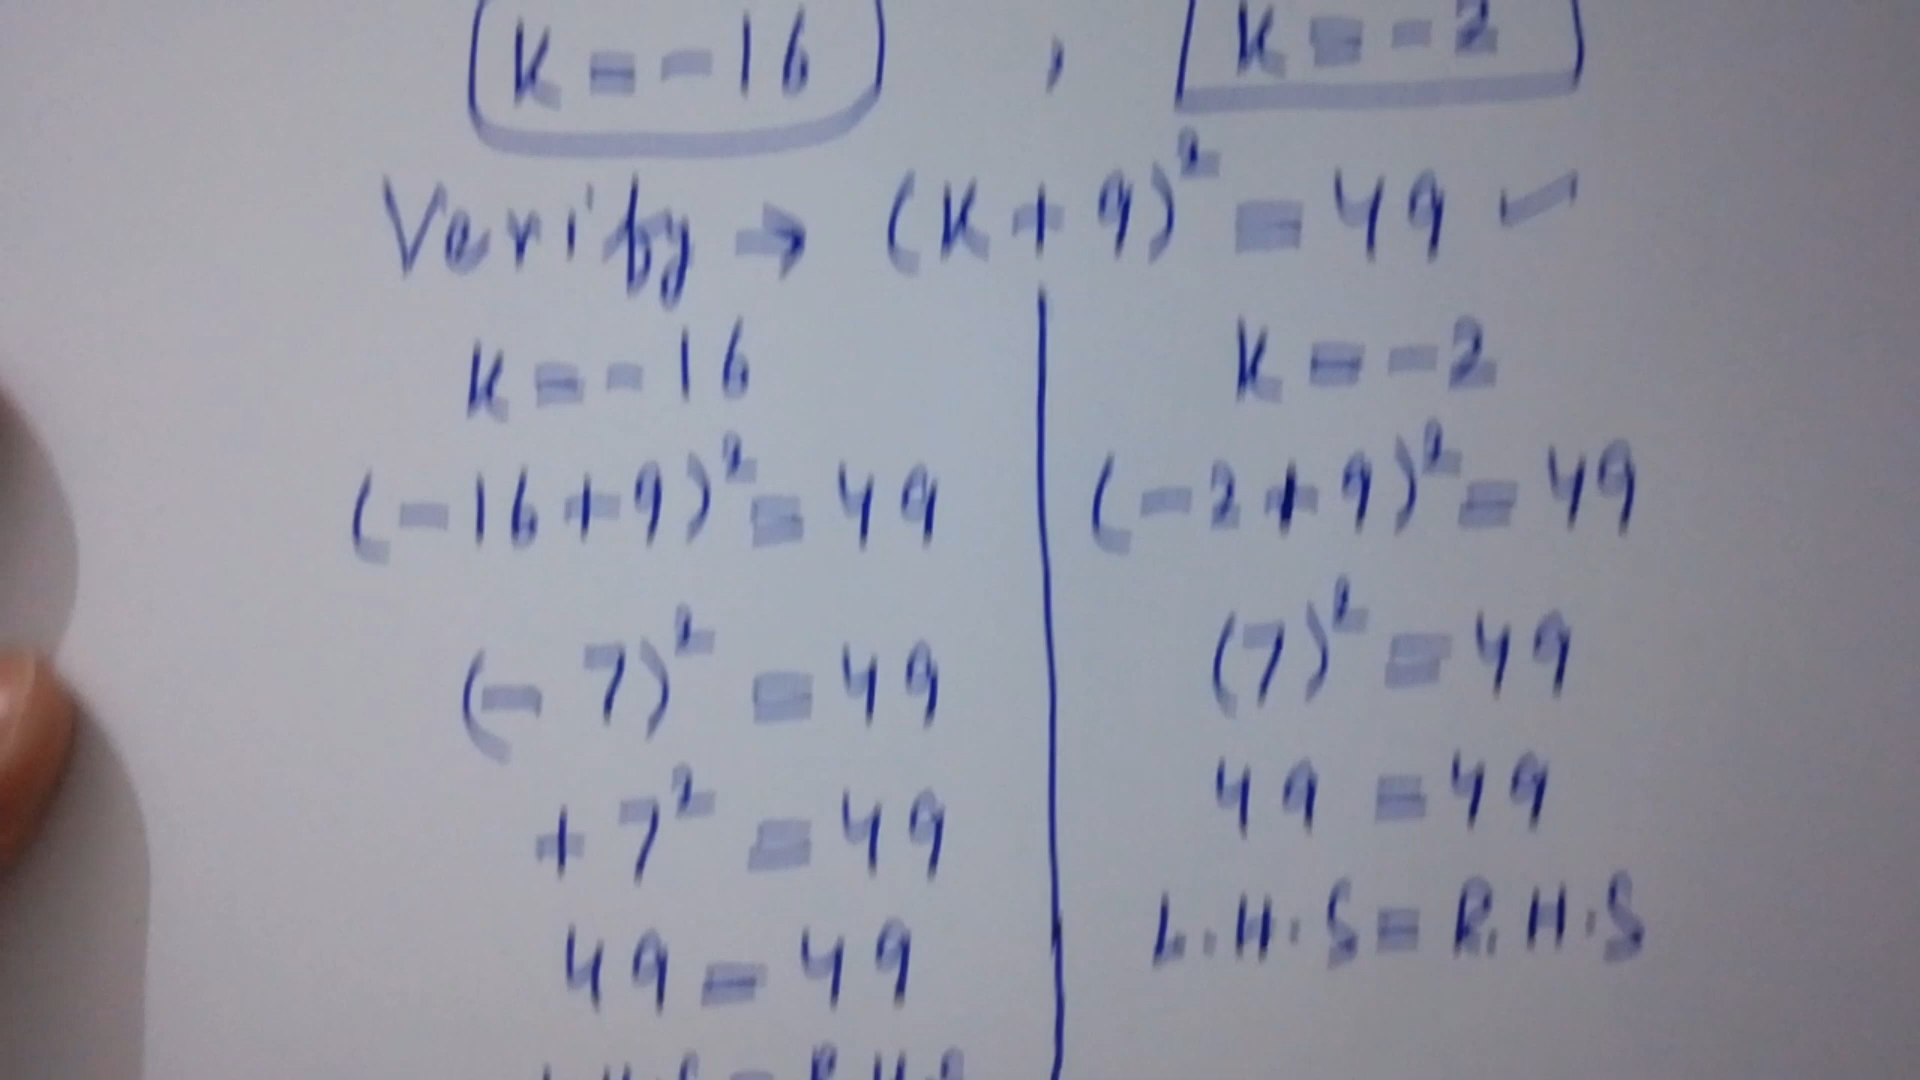 K = -16 , K = -2
Verify → (K+9)² = 49 ✓
K = -16
(-16+9)² = 49
(-7)² = 49
+7² = 49
49 = 49
L.H.S = R.H.S
K = -2
(-2+9)² = 49
(7)² = 49
49 = 49
L.H.S = R.H.S